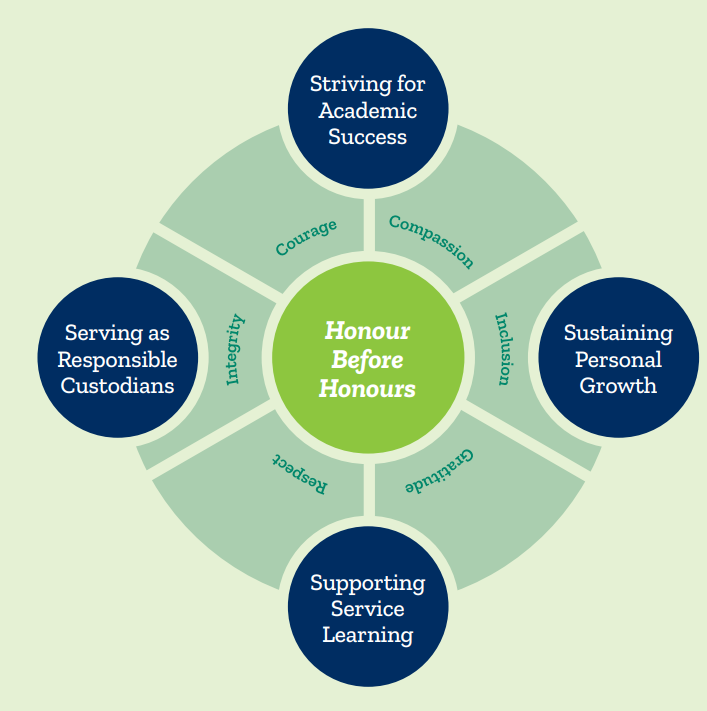 Striving for
Academic
Success
Courage
Compassion
Serving as
Responsible
Custodians
Integrity
Honour
Before
Honours
Inclusion
Sustaining
Personal
Growth
Respect
Gratitude
Supporting
Service
Learning